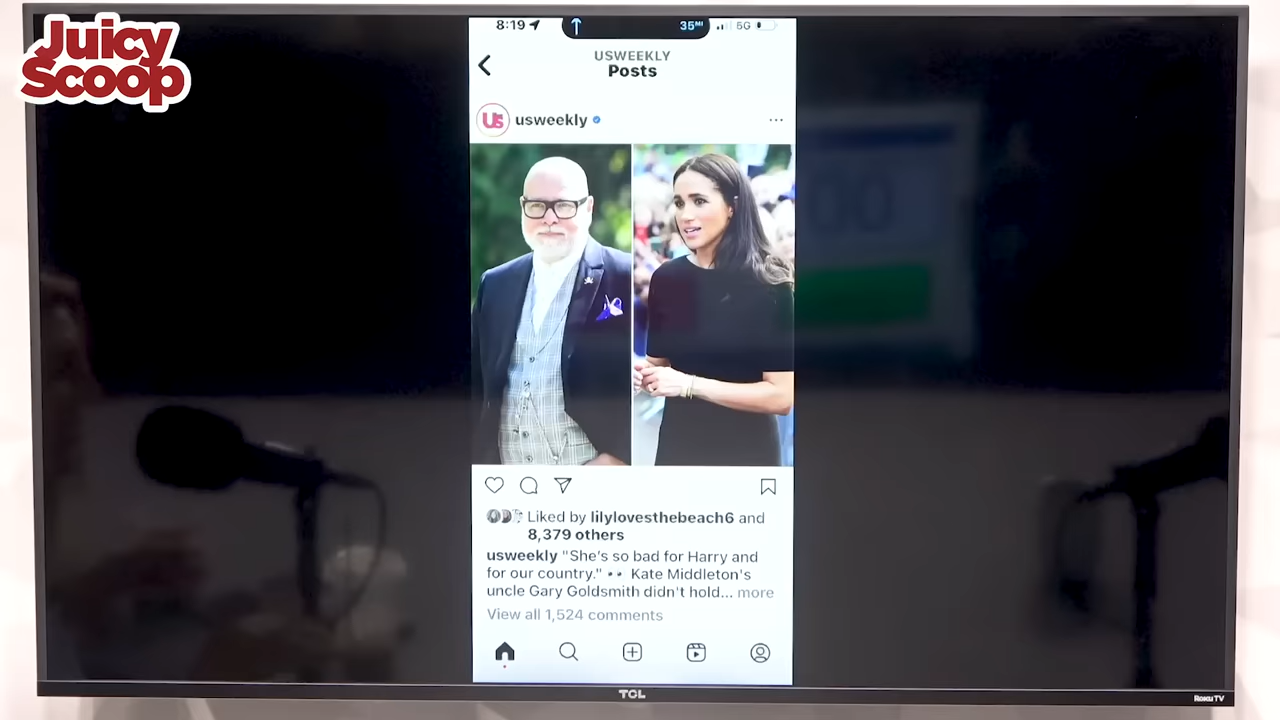 Juicy
Scoop
8:19
35MI
5G
USWEEKLY
Posts
Us
usweekly
Liked by lilylovesthebeach6 and
8,379 others
usweekly "She's so bad for Harry and
for our country." 👀 Kate Middleton's
uncle Gary Goldsmith didn't hold... more
View all 1,524 comments
TCL
Roku TV